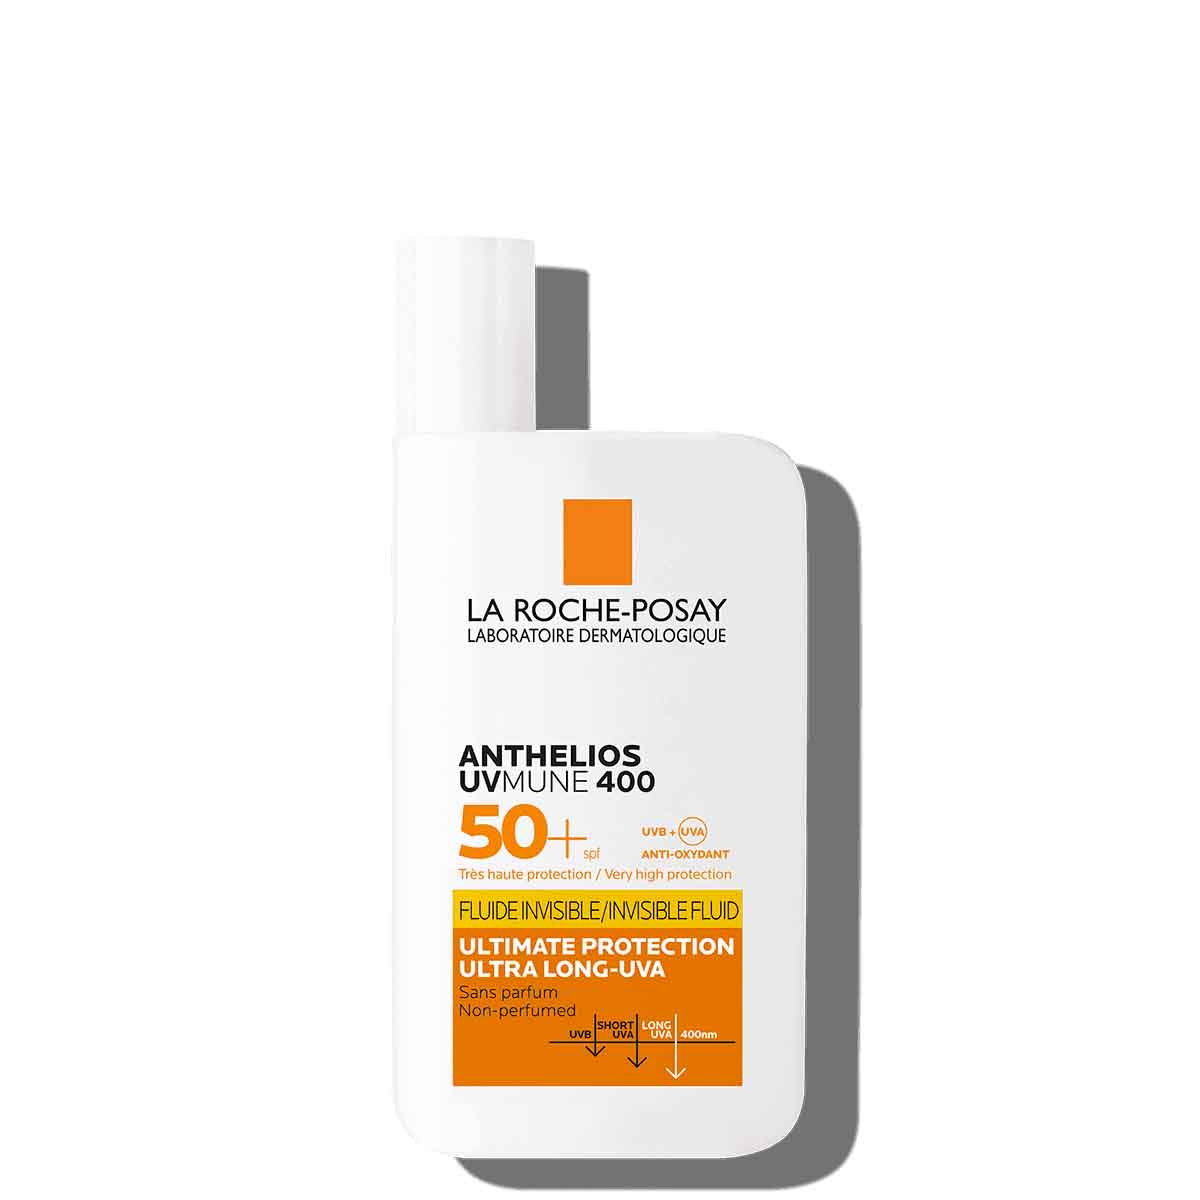 LA ROCHE-POSAY
LABORATOIRE DERMATOLOGIQUE
ANTHELIOS
UVMUNE 400
50+ spf
UVB + UVA
ANTI-OXYDANT
Très haute protection / Very high protection
FLUIDE INVISIBLE/INVISIBLE FLUID
ULTIMATE PROTECTION
ULTRA LONG-UVA
Sans parfum
Non-perfumed
UVB
SHORT
UVA
LONG
UVA
400nm